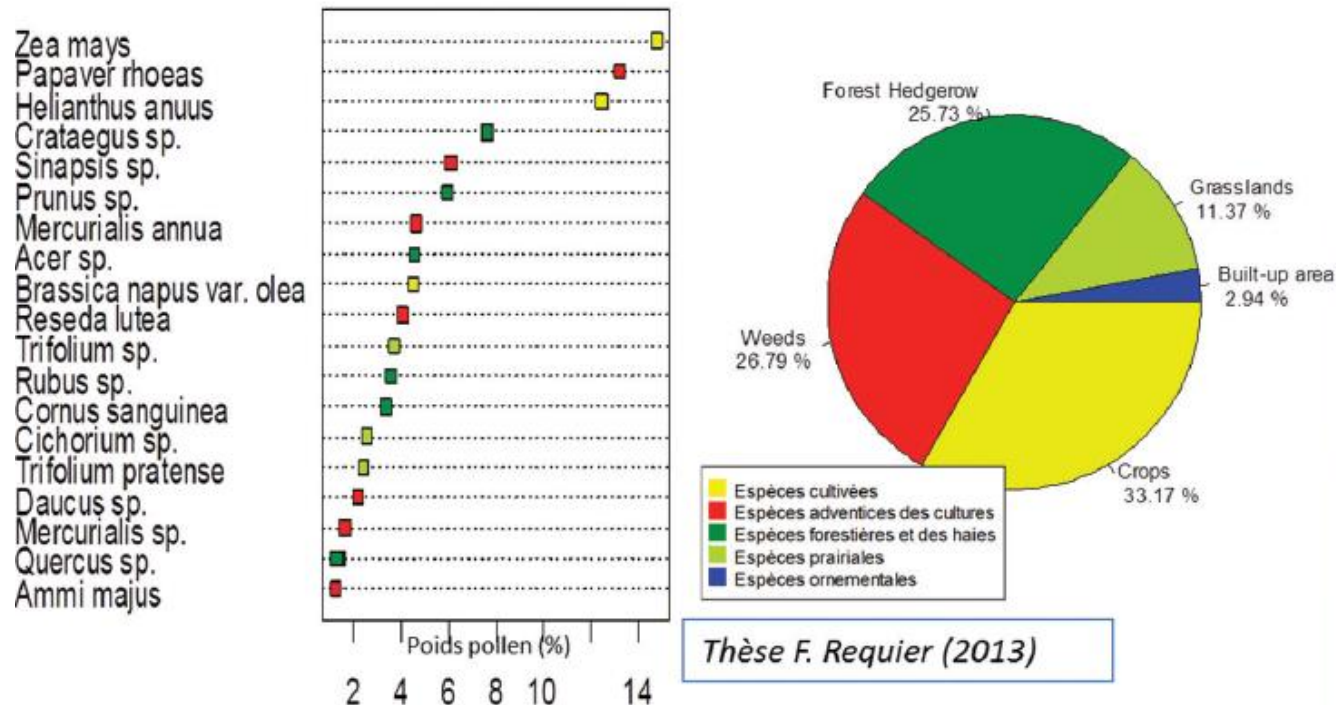 Zea mays
Papaver rhoeas
Helianthus anuus
Crataegus sp.
Sinapsis sp.
Prunus sp.
Mercurialis annua
Acer sp.
Brassica napus var. olea
Reseda lutea
Trifolium sp.
Rubus sp.
Cornus sanguinea
Cichorium sp.
Trifolium pratense
Daucus sp.
Mercurialis sp.
Quercus sp.
Ammi majus
Poids pollen (%)
2 4 6 8 10 14
Forest Hedgerow
25.73 %
Grasslands
11.37 %
Built-up area
2.94 %
Weeds
26.79 %
Crops
33.17 %
Espèces cultivées
Espèces adventices des cultures
Espèces forestières et des haies
Espèces prairiales
Espèces ornementales
Thèse F. Requier (2013)